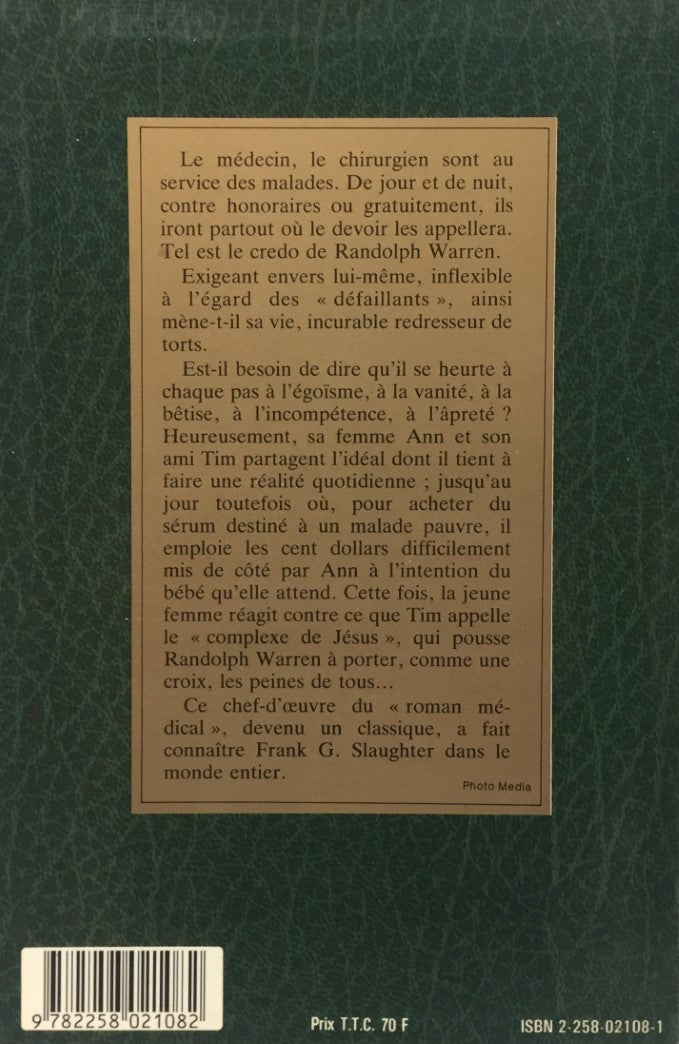 Le médecin, le chirurgien sont au
service des malades. De jour et de nuit,
contre honoraires ou gratuitement, ils
iront partout où le devoir les appellera.
Tel est le credo de Randolph Warren.
Exigeant envers lui-même, inflexible
à l'égard des « défaillants », ainsi
mène-t-il sa vie, incurable redresseur de
torts.
Est-il besoin de dire qu'il se heurte à
chaque pas à l'égoïsme, à la vanité, à la
bêtise, à l'incompétence, à l'âpreté ?
Heureusement, sa femme Ann et son
ami Tim partagent l'idéal dont il tient à
faire une réalité quotidienne ; jusqu'au
jour toutefois où, pour acheter du
sérum destiné à un malade pauvre, il
emploie les cent dollars difficilement
mis de côté par Ann à l'intention du
bébé qu'elle attend. Cette fois, la jeune
femme réagit contre ce que Tim appelle
le « complexe de Jésus », qui pousse
Randolph Warren à porter, comme une
croix, les peines de tous...
Ce chef-d'œuvre du « roman mé-
dical », devenu un classique, a fait
connaître Frank G. Slaughter dans le
monde entier.
Photo Media
9 782258 021082
Prix T.T.C. 70 F
ISBN 2-258-02108-1